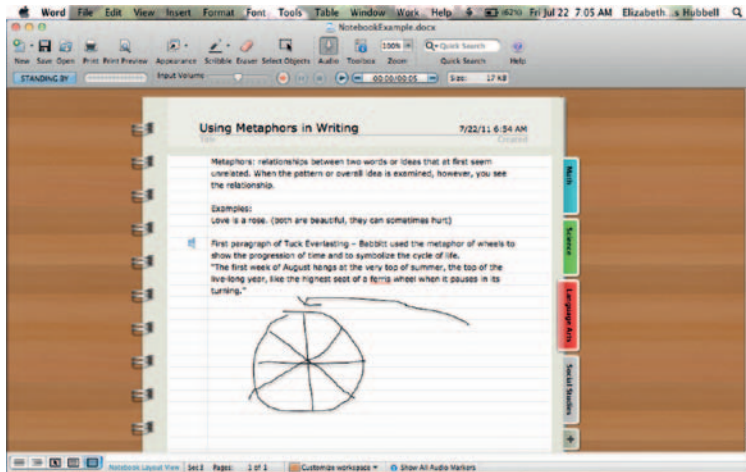 Word File Edit View Insert Format Font Tools Table Window Work Help (62%) Fri Jul 22 7:05 AM Elizabeth ...s Hubbell
NotebookExample.docx
100% Quick Search
New Save Open Print Print Preview Appearance Scribble Eraser Select Objects Audio Toolbox Zoom Quick Search Help
STANDING BY Input Volume 00:00/00:05 Size: 17 KB
Using Metaphors in Writing 7/22/11 6:54 AM
Title Created
Metaphors: relationships between two words or ideas that at first seem
unrelated. When the pattern or overall idea is examined, however, you see
the relationship.
Examples:
Love is a rose. (both are beautiful, they can sometimes hurt)
First paragraph of Tuck Everlasting – Babbitt used the metaphor of wheels to
show the progression of time and to symbolize the cycle of life.
"The first week of August hangs at the very top of summer, the top of the
live-long year, like the highest sept of a ferris wheel when it pauses in its
turning."
Math
Science
Language Arts
Social Studies
+
Notebook Layout View Sec 1 Pages: 1 of 1 Customize workspace Show All Audio Markers